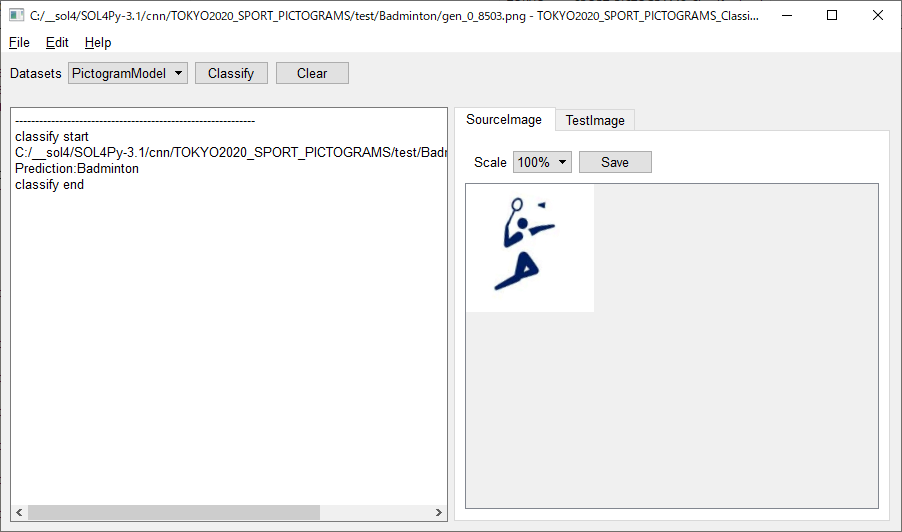 C:/__sol4/SOL4Py-3.1/cnn/TOKYO2020_SPORT_PICTOGRAMS/test/Badminton/gen_0_8503.png - TOKYO2020_SPORT_PICTOGRAMS_Classi...
File Edit Help
Datasets PictogramModel Classify Clear
------------------------------------------------------------
classify start
C:/__sol4/SOL4Py-3.1/cnn/TOKYO2020_SPORT_PICTOGRAMS/test/Badm
Prediction:Badminton
classify end
SourceImage TestImage
Scale 100% Save